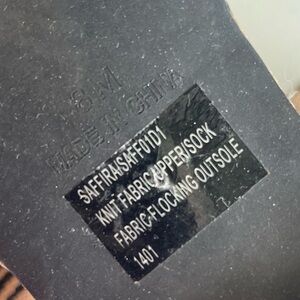 MADE IN CHINA
SAFFIRA/SAFF01D1
KNIT FABRIC/UPPER/SOCK
FABRIC-FLOCKING OUTSOLE
1401